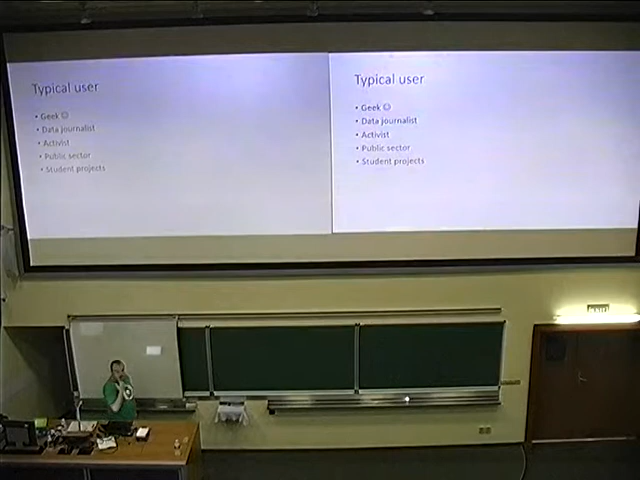 Typical user
• Geek ☺
• Data journalist
• Activist
• Public sector
• Student projects
Typical user
• Geek ☺
• Data journalist
• Activist
• Public sector
• Student projects